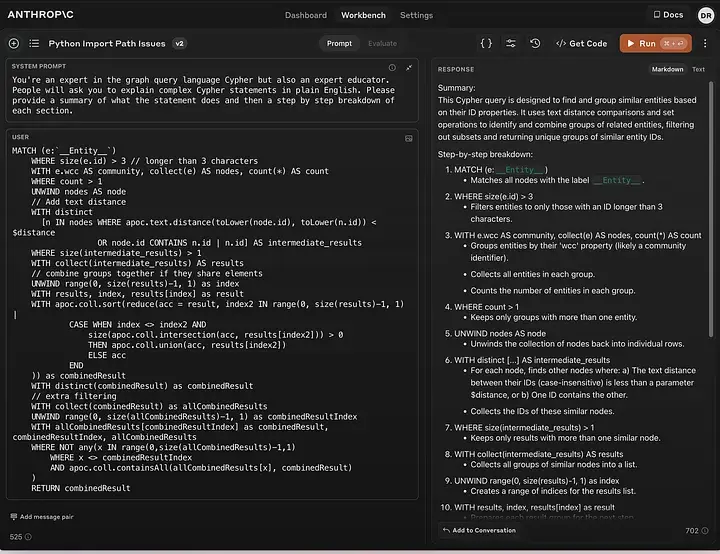 ANTHROP\C
Dashboard
Workbench
Settings
Docs
DR
Python Import Path Issues
v2
Prompt
Evaluate
Get Code
Run
SYSTEM PROMPT
You're an expert in the graph query language Cypher but also an expert educator.
People will ask you to explain complex Cypher statements in plain English. Please
provide a summary of what the statement does and then a step by step breakdown of
each section.
USER
MATCH (e:`__Entity__`)
WHERE size(e.id) > 3 // longer than 3 characters
WITH e.wcc AS community, collect(e) AS nodes, count(*) AS count
WHERE count > 1
UNWIND nodes AS node
// Add text distance
WITH distinct
[n IN nodes WHERE apoc.text.distance(toLower(node.id), toLower(n.id)) <
$distance
OR node.id CONTAINS n.id | n.id] AS intermediate_results
WHERE size(intermediate_results) > 1
WITH collect(intermediate_results) AS results
// combine groups together if they share elements
UNWIND range(0, size(results)-1, 1) as index
WITH results, index, results[index] as result
WITH apoc.coll.sort(reduce(acc = result, index2 IN range(0, size(results)-1, 1)
|
CASE WHEN index <> index2 AND
size(apoc.coll.intersection(acc, results[index2])) > 0
THEN apoc.coll.union(acc, results[index2])
ELSE acc
END
)) as combinedResult
WITH distinct(combinedResult) as combinedResult
// extra filtering
WITH collect(combinedResult) as allCombinedResults
UNWIND range(0, size(allCombinedResults)-1, 1) as combinedResultIndex
WITH allCombinedResults[combinedResultIndex] as combinedResult,
combinedResultIndex, allCombinedResults
WHERE NOT any(x IN range(0,size(allCombinedResults)-1,1)
WHERE x <> combinedResultIndex
AND apoc.coll.containsAll(allCombinedResults[x], combinedResult)
)
RETURN combinedResult
Add message pair
525
RESPONSE
Markdown
Text
Summary:
This Cypher query is designed to find and group similar entities based
on their ID properties. It uses text distance comparisons and set
operations to identify and combine groups of related entities, filtering
out subsets and returning unique groups of similar entity IDs.
Step-by-step breakdown:
1. MATCH (e:__Entity__)
• Matches all nodes with the label __Entity__.
2. WHERE size(e.id) > 3
• Filters entities to only those with an ID longer than 3
characters.
3. WITH e.wcc AS community, collect(e) AS nodes, count(*) AS count
• Groups entities by their 'wcc' property (likely a community
identifier).
• Collects all entities in each group.
• Counts the number of entities in each group.
4. WHERE count > 1
• Keeps only groups with more than one entity.
5. UNWIND nodes AS node
• Unwinds the collection of nodes back into individual rows.
6. WITH distinct [...] AS intermediate_results
• For each node, finds other nodes where: a) The text distance
between their IDs (case-insensitive) is less than a parameter
$distance, or b) One ID contains the other.
• Collects the IDs of these similar nodes.
7. WHERE size(intermediate_results) > 1
• Keeps only results with more than one similar node.
8. WITH collect(intermediate_results) AS results
• Collects all groups of similar nodes into a list.
9. UNWIND range(0, size(results)-1, 1) as index
• Creates a range of indices for the results list.
10. WITH results, index, results[index] as result
• Prepares each result group for the next step.
Add to Conversation
702